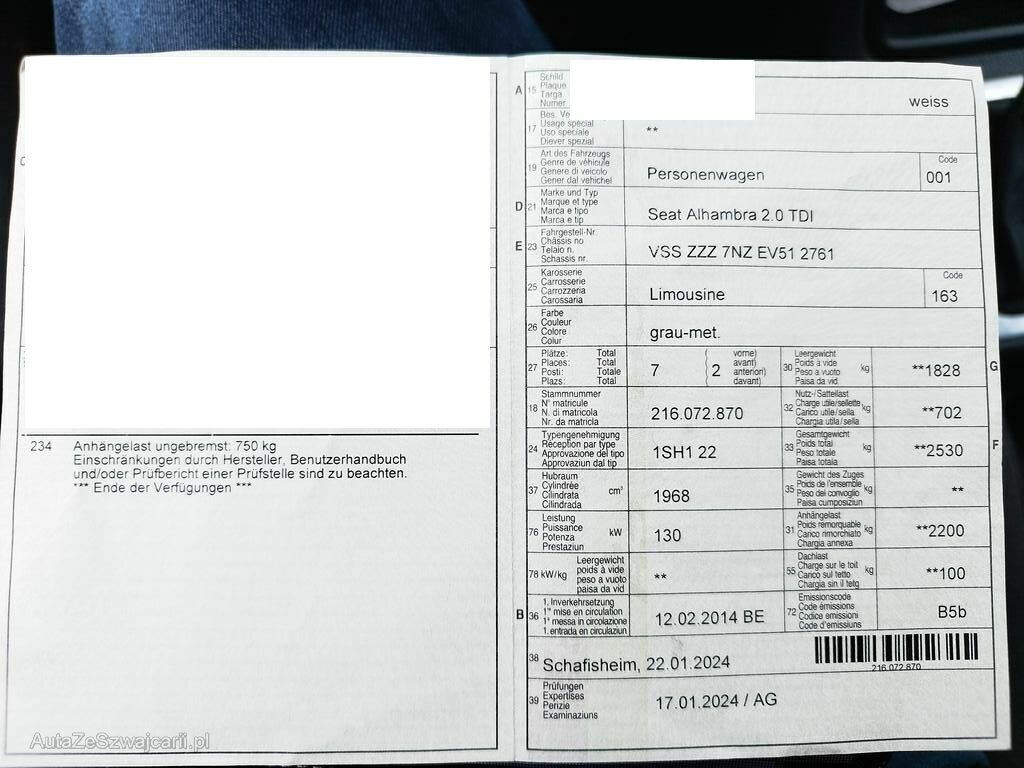 234 Anhängelast ungebremst: 750 kg
Einschränkungen durch Hersteller, Benutzerhandbuch
und/oder Prüfbericht einer Prüfstelle sind zu beachten.
*** Ende der Verfügungen ***
A 15 Schild
Plaque
Targa
Numer
weiss
17 Bes. Ve
Usage spécial
Uso speciale
Diever spezial
**
19 Art des Fahrzeugs
Genre de véhicule
Genere di veicolo
Gener dal vehichel
Personenwagen
Code
001
D 21 Marke und Typ
Marque et type
Marca e tipo
Marca e tip
Seat Alhambra 2.0 TDI
E 23 Fahrgestell-Nr.
Châssis no
Telaio n.
Schassis nr.
VSS ZZZ 7NZ EV51 2761
25 Karosserie
Carrosserie
Carrozzeria
Carossaria
Limousine
Code
163
26 Farbe
Couleur
Colore
Colur
grau-met.
27 Plätze: Total
Places: Total
Posti: Totale
Plazs: Total
7
( vorne)
( avant)
2 anteriori)
( davant)
30 Leergewicht
Poids à vide
Peso a vuoto
Paisa da vid
kg
**1828
G
18 Stammnummer
N° matricule
N. di matricola
Nr. da matricla
216.072.870
32 Nutz-/Sattellast
Charge utile/sellette
Carico utile/sella
Chargia utila/sella
kg
**702
24 Typengenehmigung
Réception par type
Approvazione del tipo
Approvaziun dal tip
1SH1 22
33 Gesamtgewicht
Poids total
Peso totale
Paisa totala
kg
**2530
F
37 Hubraum
Cylindrée
Cilindrata
Cilindrada
cm³
1968
35 Gewicht des Zuges
Poids de l'ensemble
Peso del convoglio
Paisa cumposiziun
kg
**
76 Leistung
Puissance
Potenza
Prestaziun
kW
130
31 Anhängelast
Poids remorquable
Carico rimorchiato
Chargia annexa
kg
**2200
78 kW/kg
Leergewicht
poids à vide
peso a vuoto
paisa da vid
**
55 Dachlast
Charge sur le toit
Carico sul tetto
Chargia sin il tetg
kg
**100
B 36 1. Inverkehrsetzung
1re mise en circulation
1a messa in circolazione
1. entrada en circulaziun
12.02.2014 BE
72 Emissionscode
Code émissions
Codice emissioni
Code d'emissiuns
B5b
38 Schafisheim, 22.01.2024
216.072.870
39 Prüfungen
Expertises
Perizie
Examinaziuns
17.01.2024 / AG
AutaZeSzwajcarii.pl